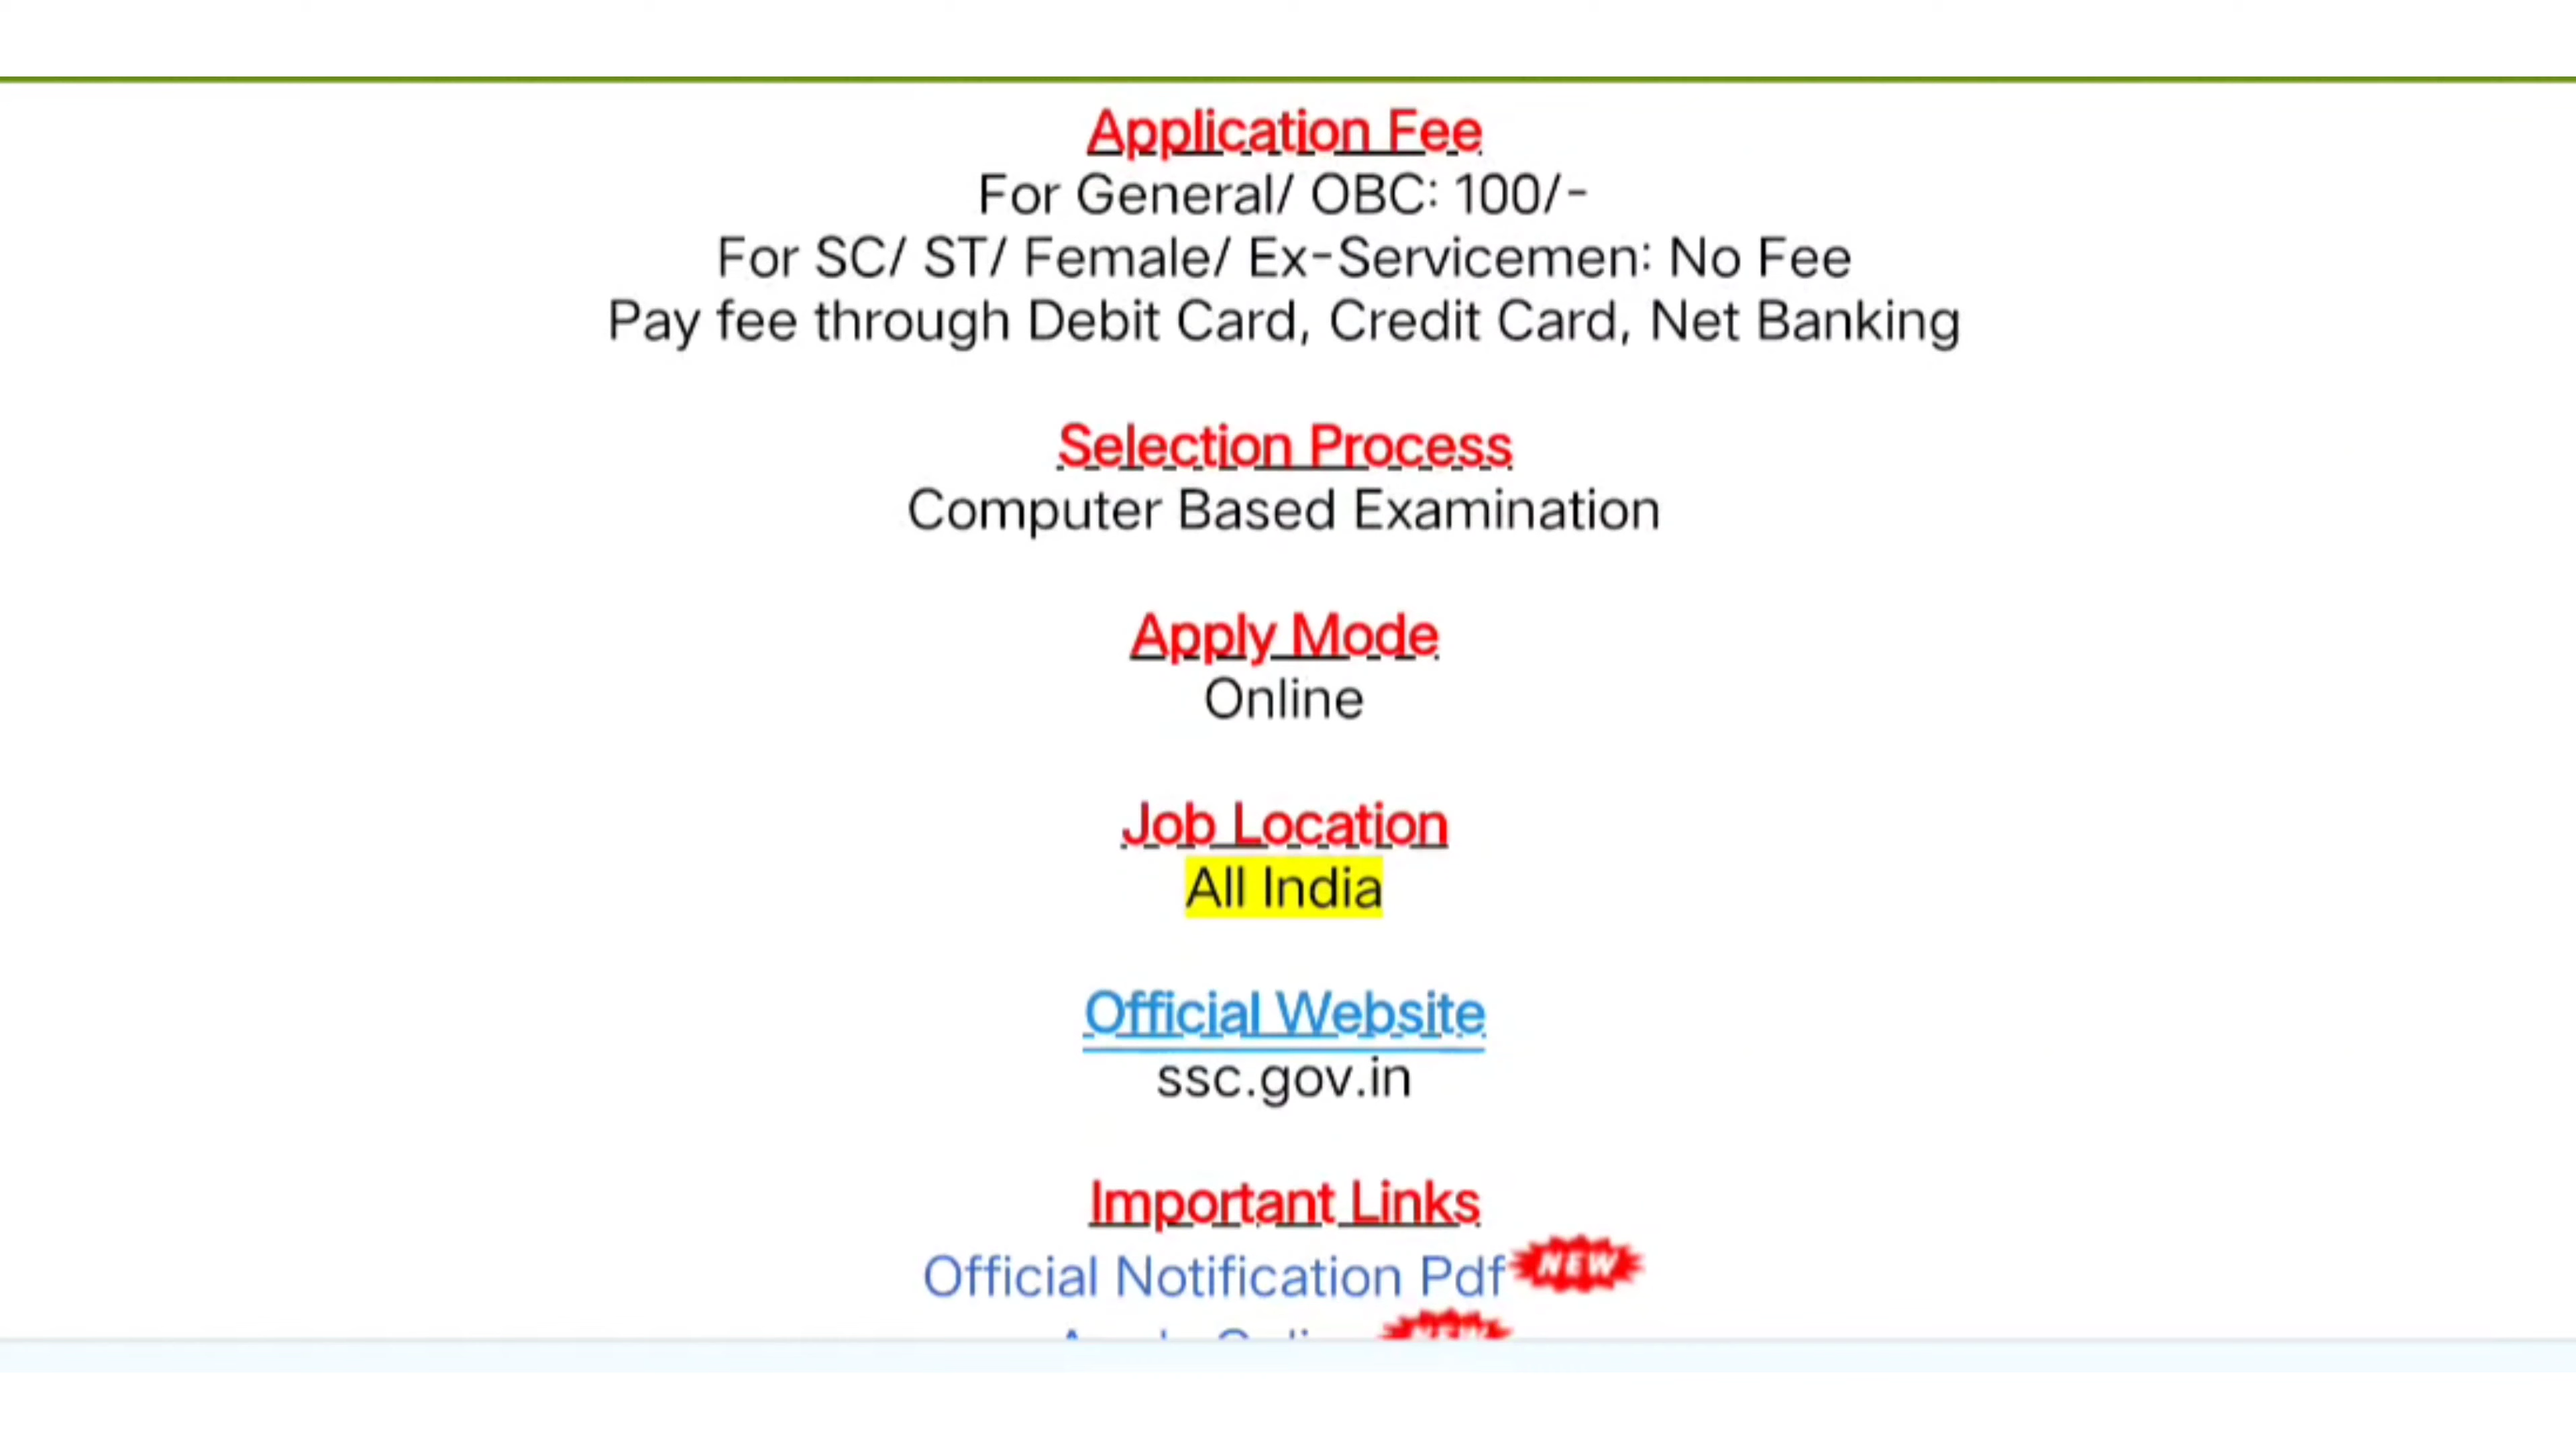 Application Fee
For General/ OBC: 100/-
For SC/ ST/ Female/ Ex-Servicemen: No Fee
Pay fee through Debit Card, Credit Card, Net Banking
Selection Process
Computer Based Examination
Apply Mode
Online
Job Location
All India
Official Website
ssc.gov.in
Important Links
Official Notification Pdf NEW